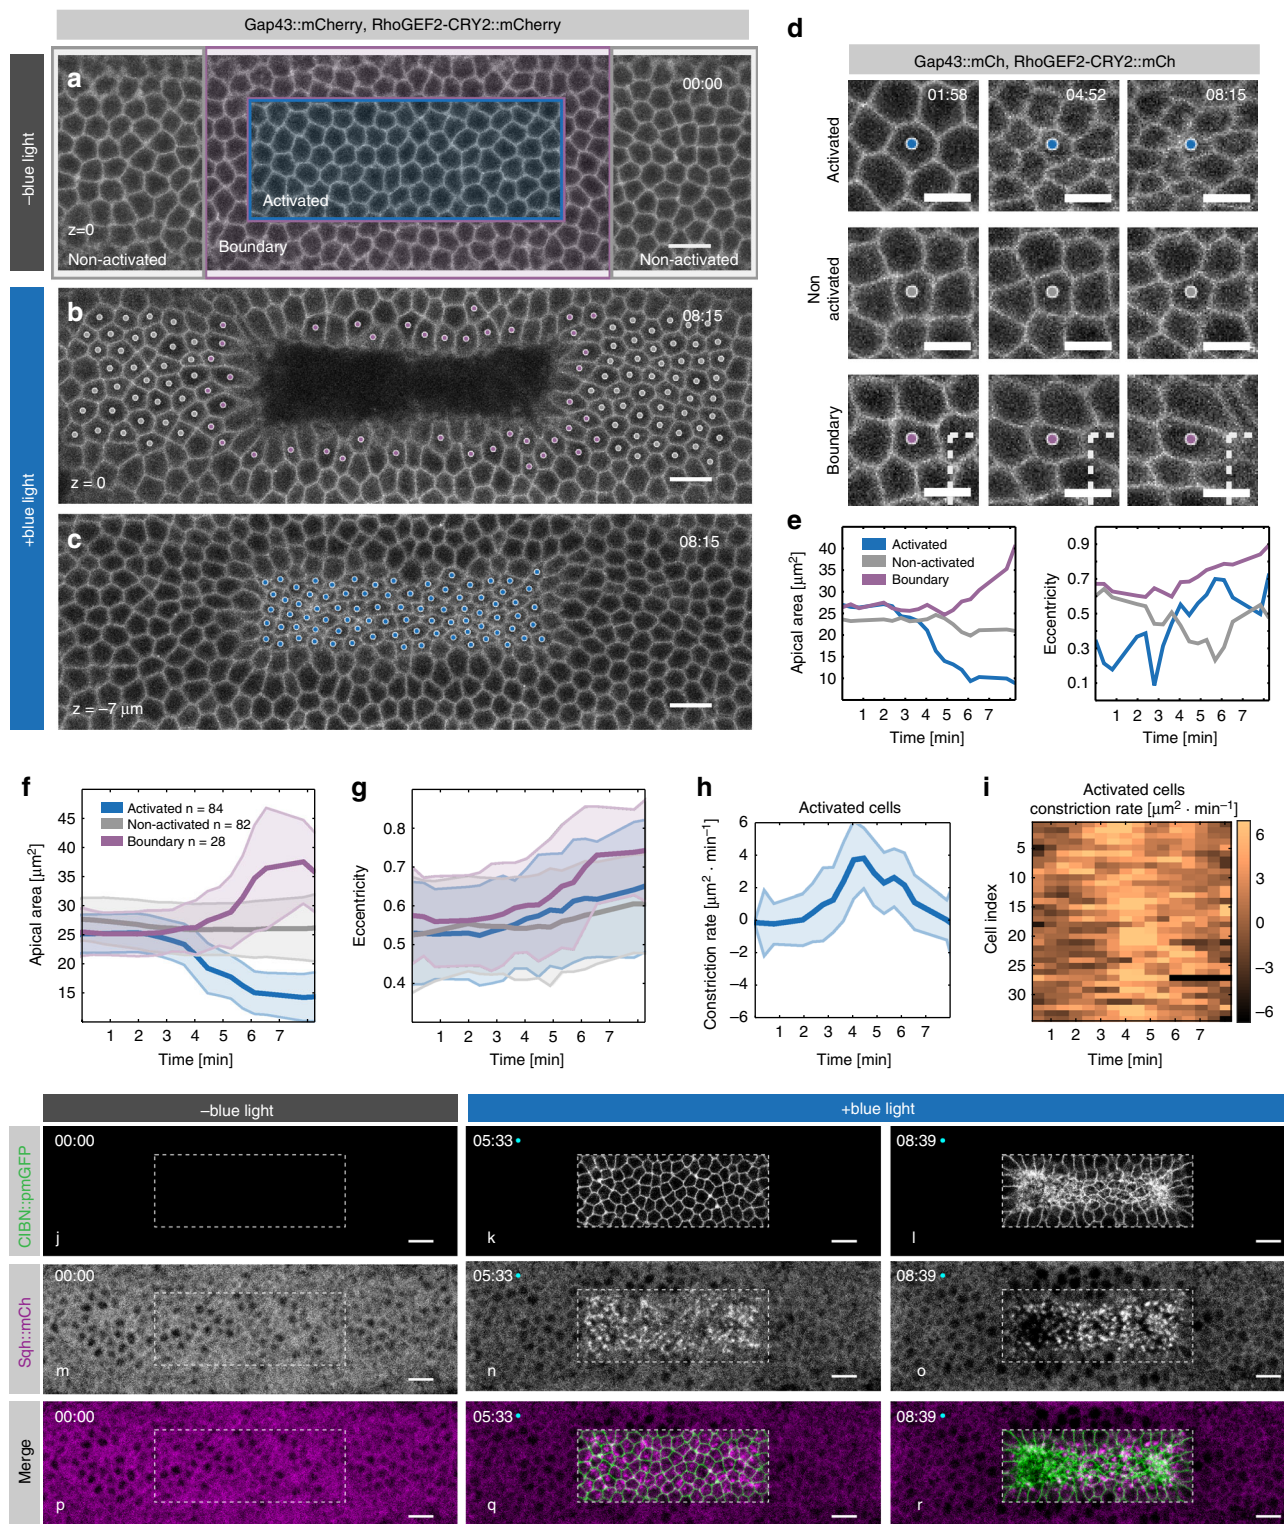 Gap43::mCherry, RhoGEF2-CRY2::mCherry
–blue light
a
00:00
Activated
Boundary
z=0
Non-activated
Non-activated
+blue light
b
08:15
z = 0
c
08:15
z = –7 μm
d
Gap43::mCh, RhoGEF2-CRY2::mCh
Activated
01:58
04:52
08:15
Non
activated
Boundary
e
Apical area [μm²]
40
35
30
25
20
15
10
Activated
Non-activated
Boundary
1 2 3 4 5 6 7
Time [min]
Eccentricity
0.9
0.7
0.5
0.3
0.1
1 2 3 4 5 6 7
Time [min]
f
Apical area [μm²]
45
40
35
30
25
20
15
Activated n = 84
Non-activated n = 82
Boundary n = 28
1 2 3 4 5 6 7
Time [min]
g
Eccentricity
0.8
0.7
0.6
0.5
0.4
1 2 3 4 5 6 7
Time [min]
h
Activated cells
Constriction rate [μm² · min⁻¹]
6
4
2
0
–2
–4
–6
1 2 3 4 5 6 7
Time [min]
i
Activated cells
constriction rate [μm² · min⁻¹]
Cell index
5
10
15
20
25
30
1 2 3 4 5 6 7
Time [min]
6
3
0
–3
–6
–blue light
+blue light
CIBN::pmGFP
00:00
j
05:33
k
08:39
l
Sqh::mCh
00:00
m
05:33
n
08:39
o
Merge
00:00
p
05:33
q
08:39
r